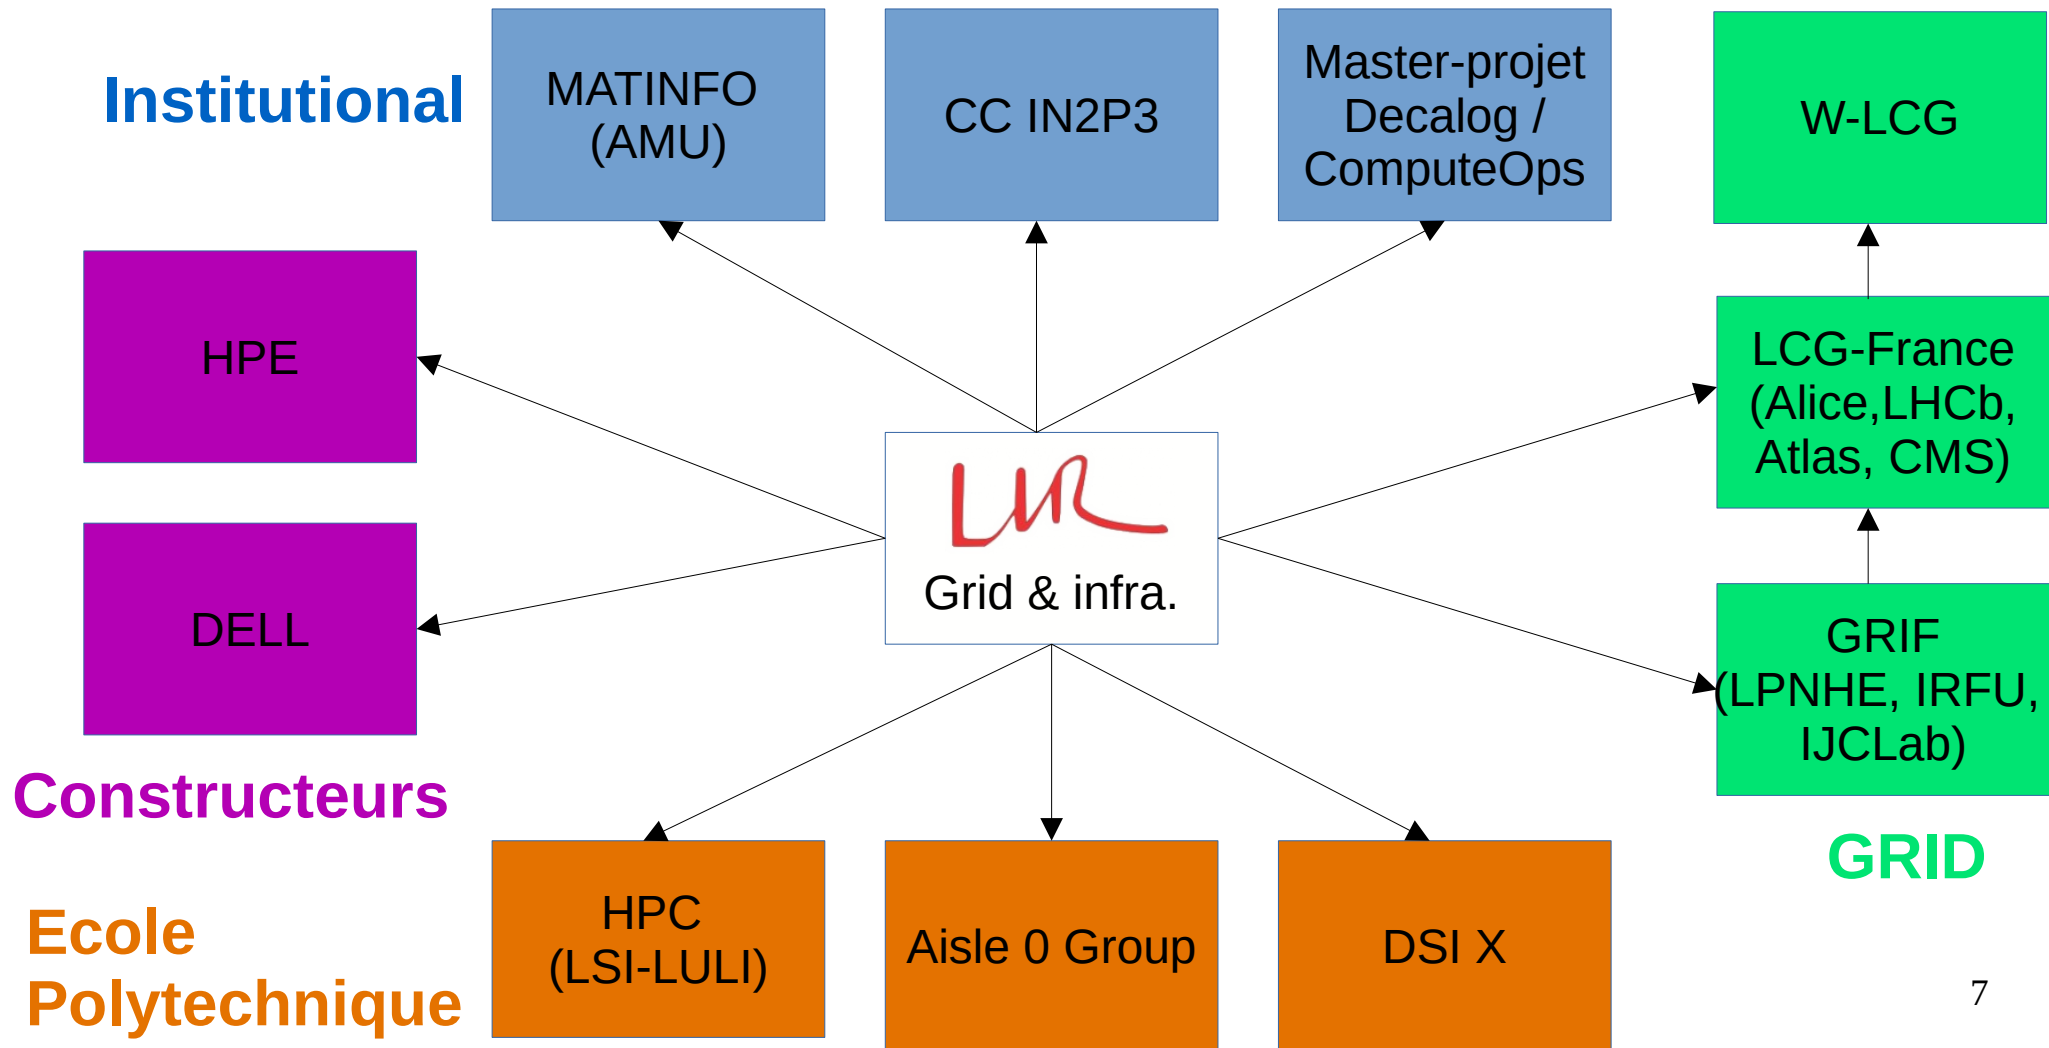 Institutional
MATINFO
(AMU)
CC IN2P3
Master-projet
Decalog /
ComputeOps
W-LCG
HPE
LCG-France
(Alice,LHCb,
Atlas, CMS)
LLR
Grid & infra.
DELL
GRIF
(LPNHE, IRFU,
IJCLab)
Constructeurs
GRID
Ecole
Polytechnique
HPC
(LSI-LULI)
Aisle 0 Group
DSI X
7